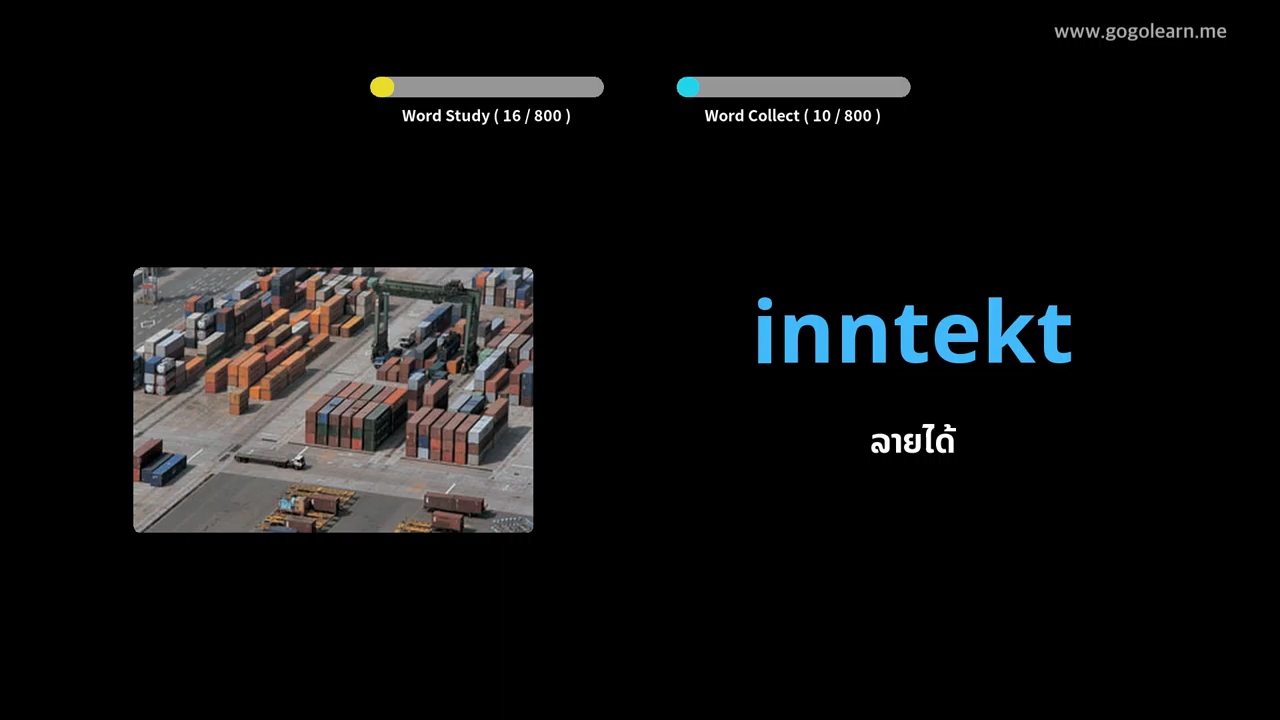 www.gogolearn.me
Word Study ( 16 / 800 )
Word Collect ( 10 / 800 )
inntekt
ลายได้